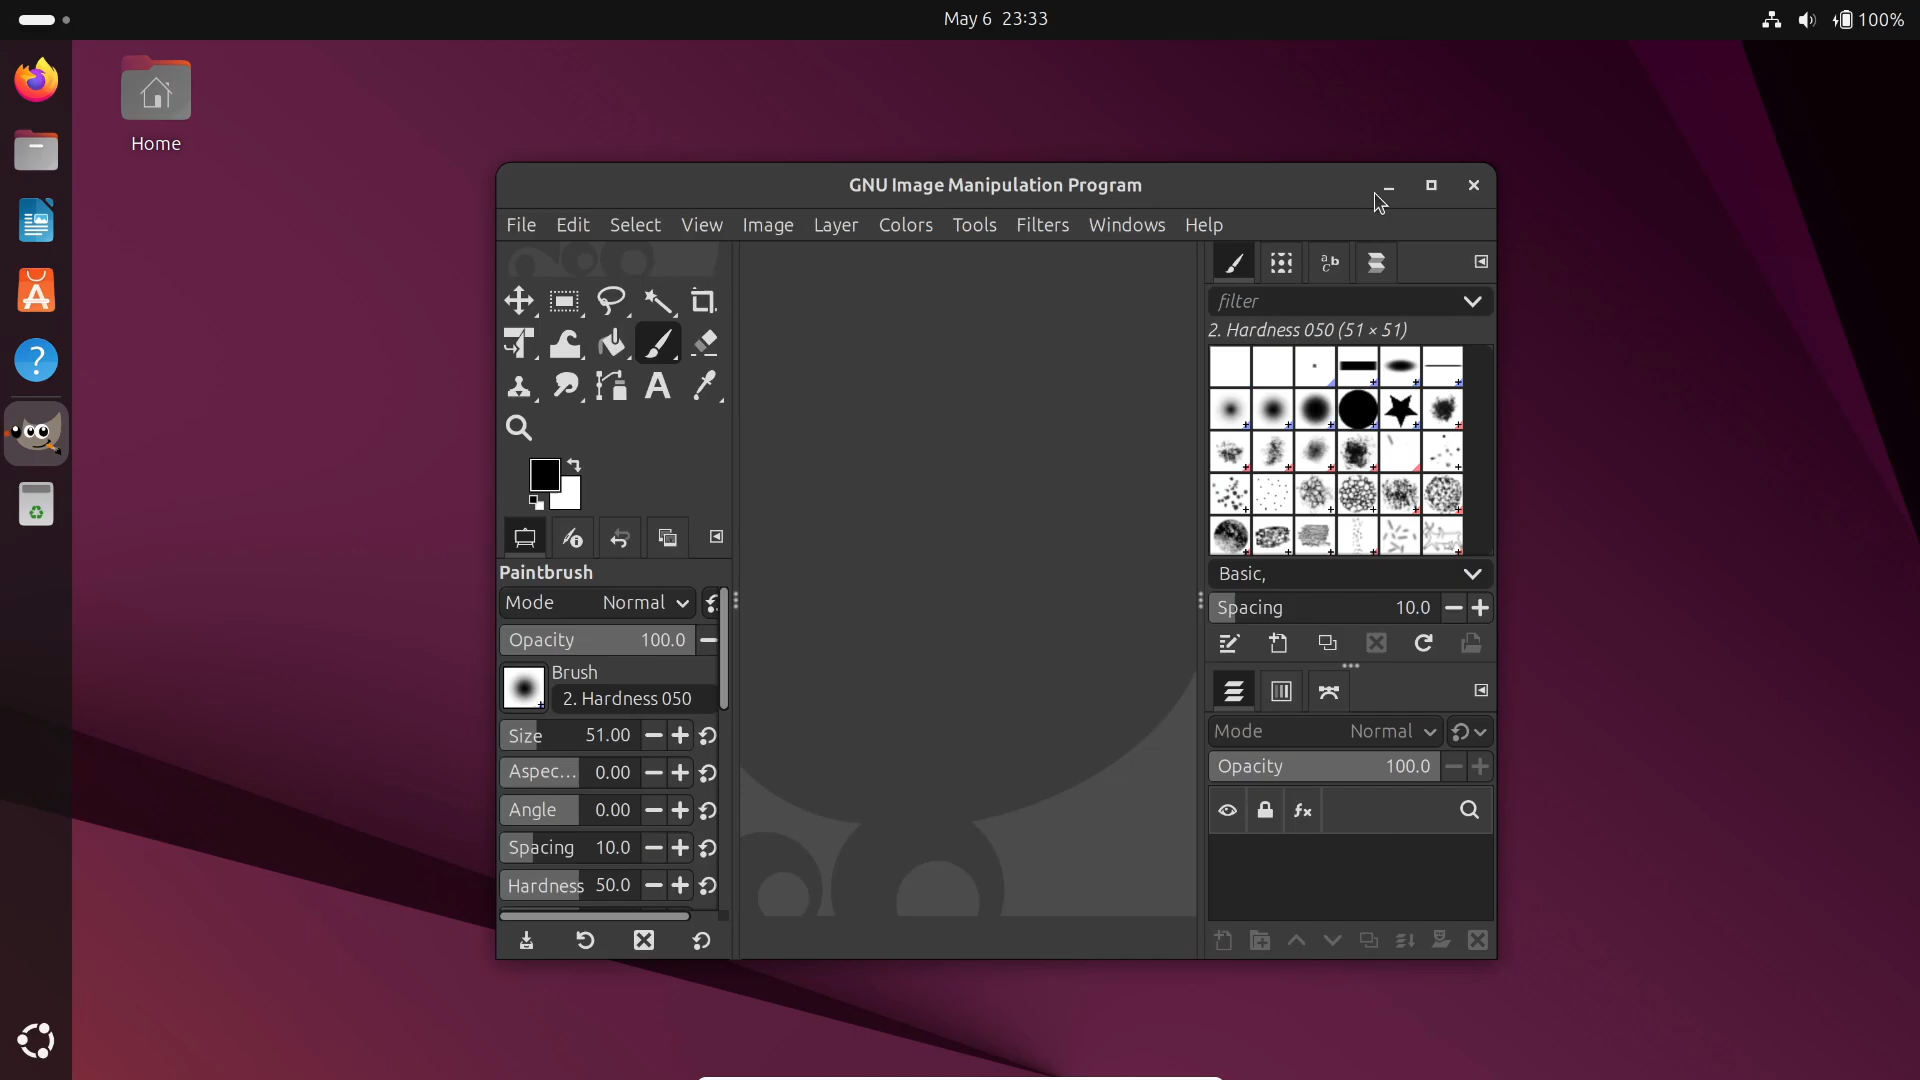 May 6 23:33
100%
Home
GNU Image Manipulation Program
File Edit Select View Image Layer Colors Tools Filters Windows Help
filter
2. Hardness 050 (51 × 51)
Basic,
Spacing 10.0
Paintbrush
Mode Normal
Opacity 100.0
Brush
2. Hardness 050
Size 51.00
Aspec... 0.00
Angle 0.00
Spacing 10.0
Hardness 50.0
Mode Normal
Opacity 100.0